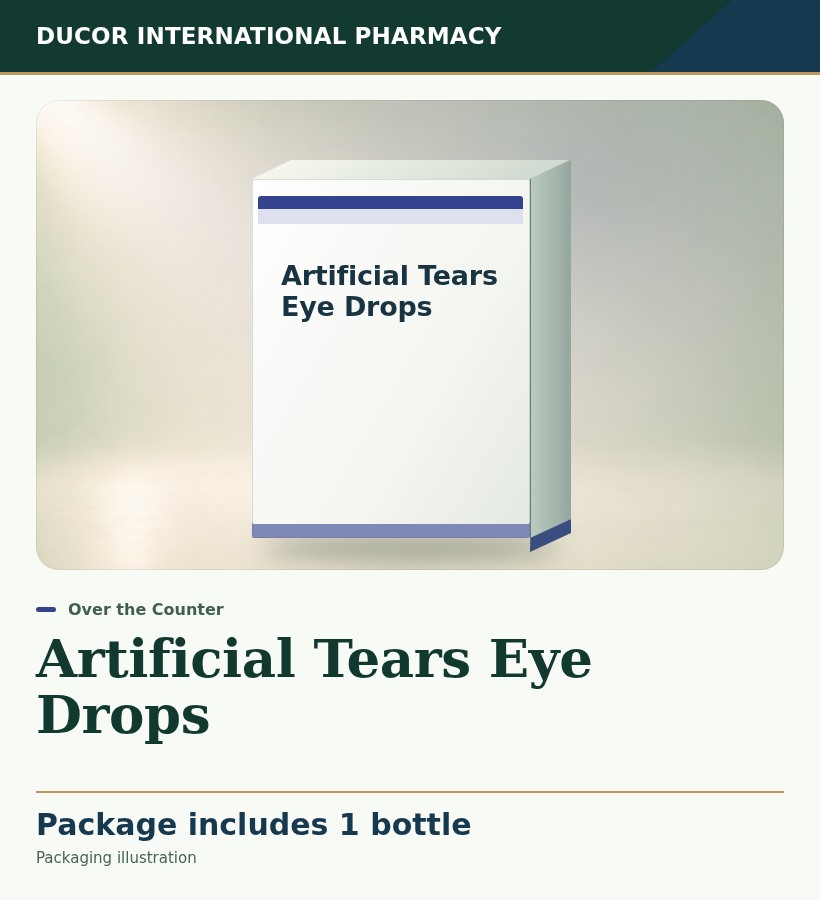 DUCOR INTERNATIONAL PHARMACY
Artificial Tears
Eye Drops
Over the Counter
Artificial Tears Eye
Drops
Package includes 1 bottle
Packaging illustration